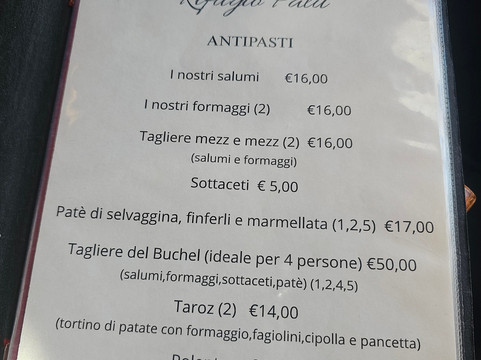 Rifugio Palù
ANTIPASTI
I nostri salumi €16,00
I nostri formaggi (2) €16,00
Tagliere mezz e mezz (2) €16,00
(salumi e formaggi)
Sottaceti € 5,00
Patè di selvaggina, finferli e marmellata (1,2,5) €17,00
Tagliere del Buchel (ideale per 4 persone) €50,00
(salumi,formaggi,sottaceti,patè) (1,2,4,5)
Taroz (2) €14,00
(tortino di patate con formaggio,fagiolini,cipolla e pancetta)